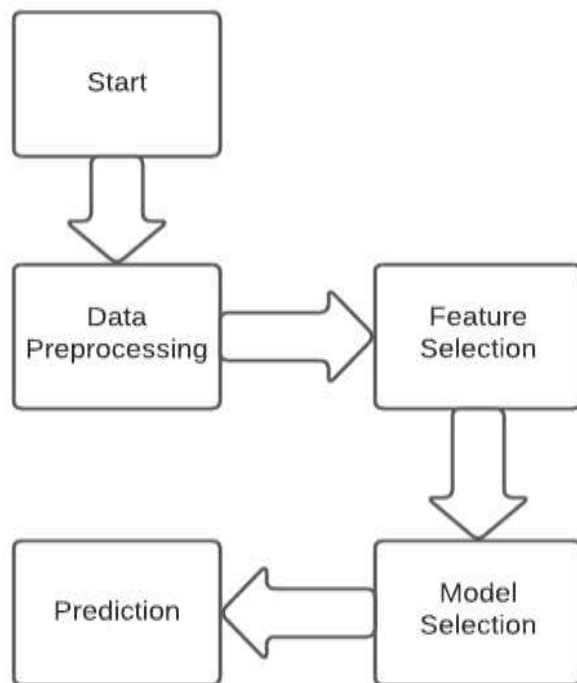 Start
Data
Preprocessing
Feature
Selection
Model
Selection
Prediction